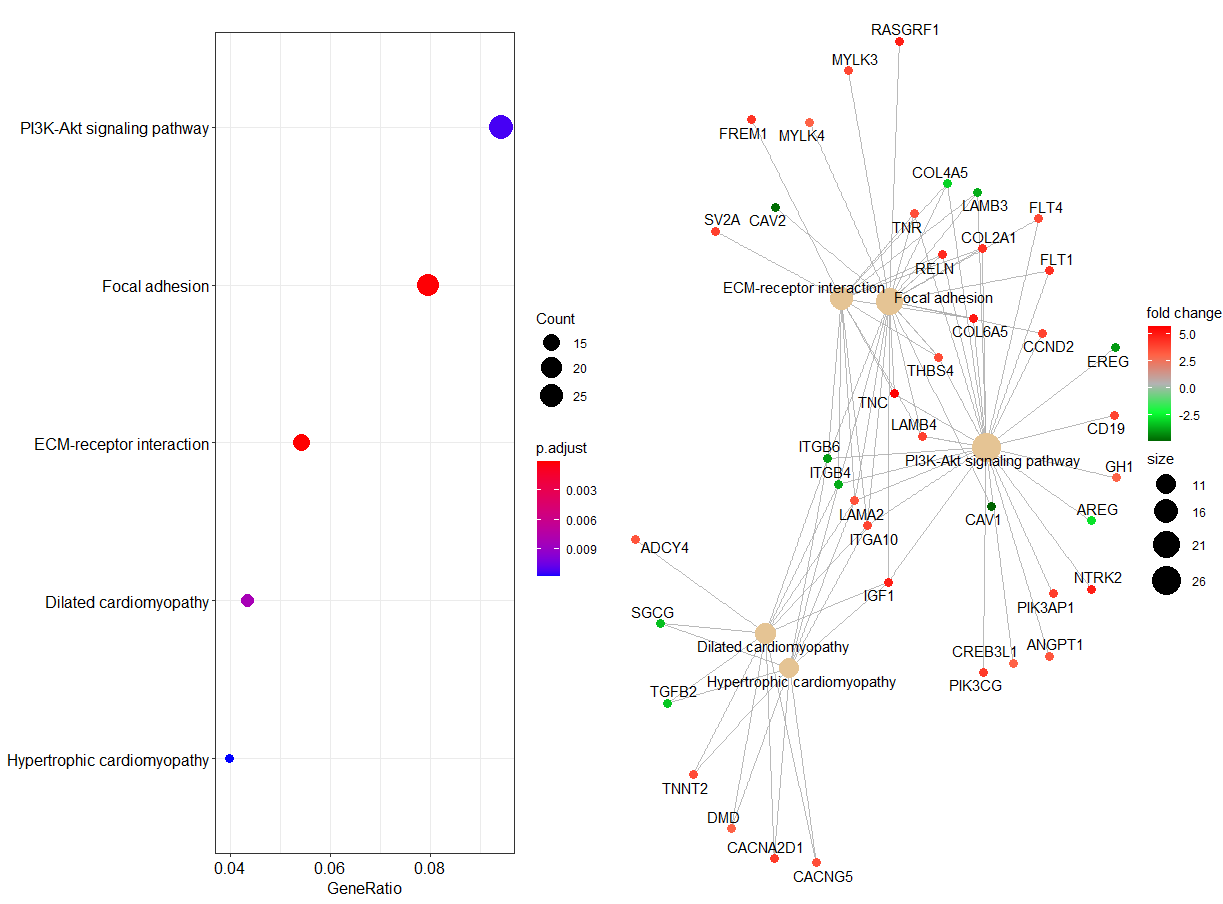 PI3K-Akt signaling pathway
Focal adhesion
ECM-receptor interaction
Dilated cardiomyopathy
Hypertrophic cardiomyopathy
0.04
0.06
0.08
GeneRatio
Count
15
20
25
p.adjust
0.003
0.006
0.009
RASGRF1
MYLK3
FREM1
MYLK4
COL4A5
LAMB3
FLT4
SV2A
CAV2
TNR
COL2A1
FLT1
RELN
ECM-receptor interaction
Focal adhesion
COL6A5
CCND2
EREG
THBS4
TNC
CD19
LAMB4
ITGB6
PI3K-Akt signaling pathway
GH1
ITGB4
LAMA2
CAV1
AREG
ITGA10
ADCY4
IGF1
NTRK2
PIK3AP1
SGCG
Dilated cardiomyopathy
CREB3L1
ANGPT1
Hypertrophic cardiomyopathy
PIK3CG
TGFB2
TNNT2
DMD
CACNA2D1
CACNG5
fold change
5.0
2.5
0.0
-2.5
size
11
16
21
26